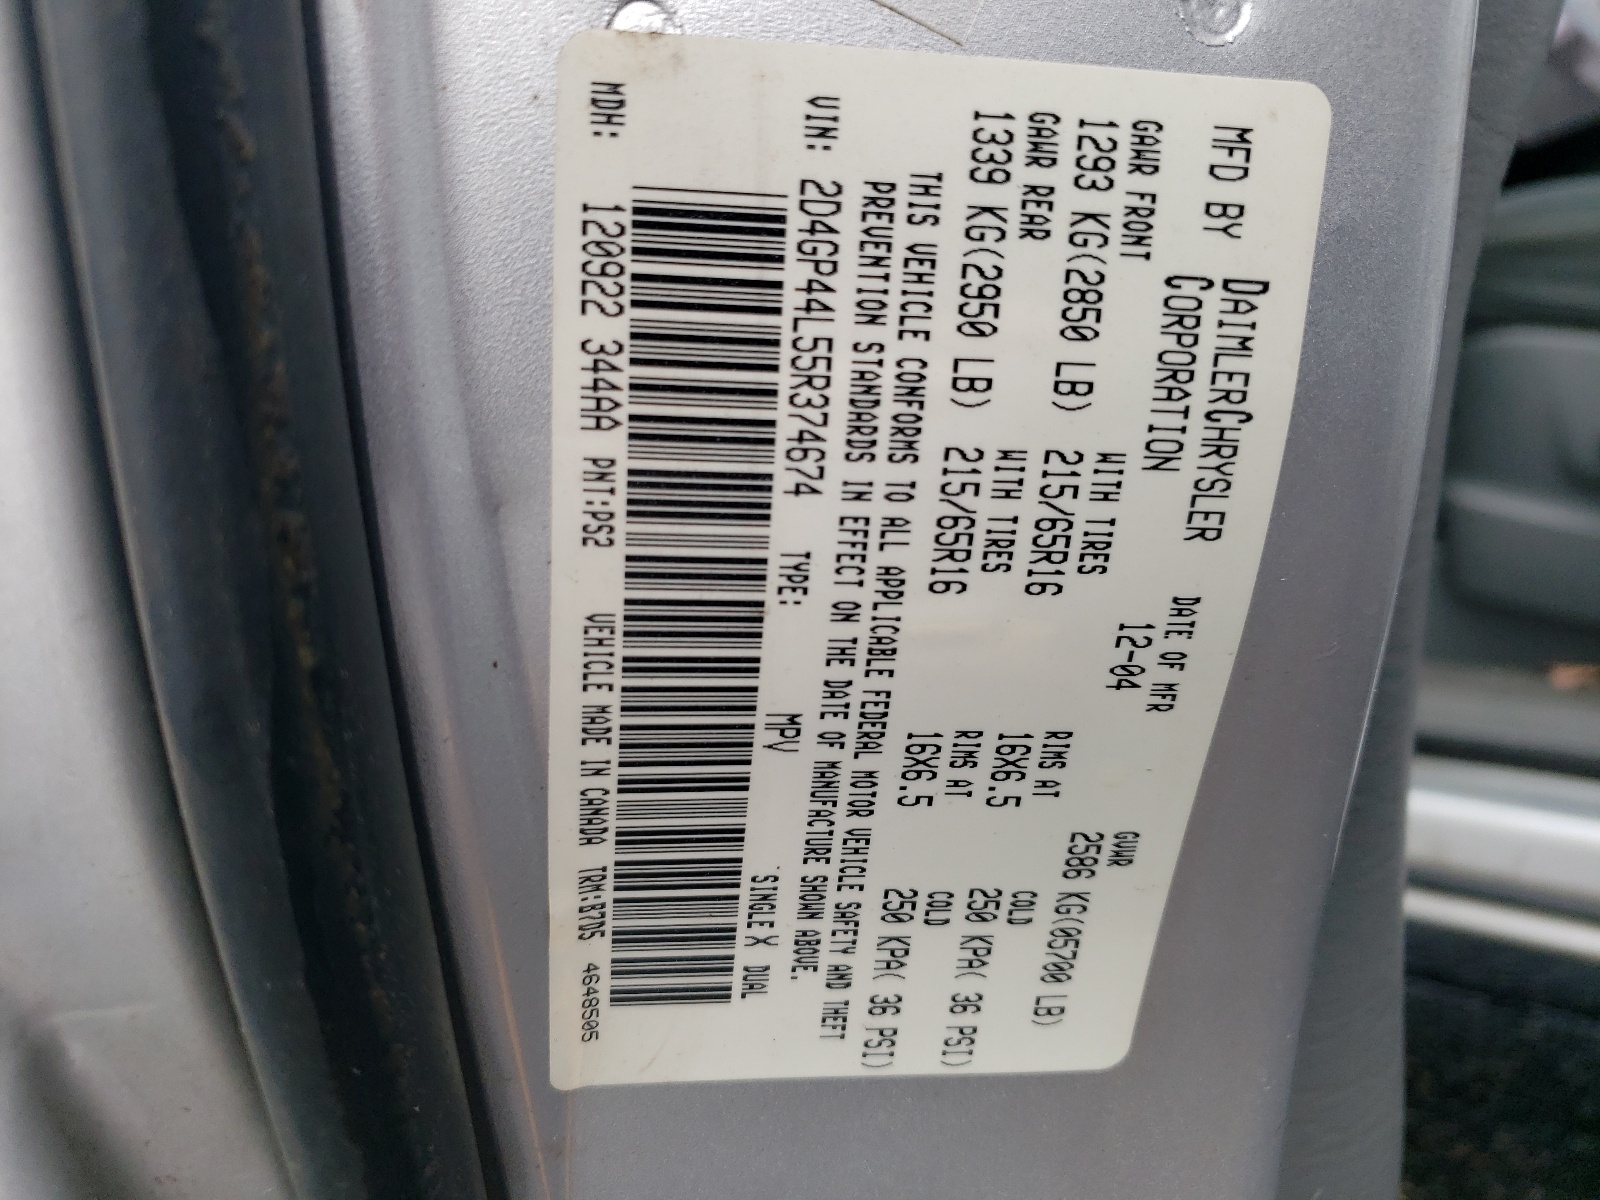 MFD BY DAIMLERCHRYSLER CORPORATION
DATE OF MFR 12-04
GVWR 2586 KG(05700 LB)
GAWR FRONT WITH TIRES RIMS AT COLD
1293 KG(2850 LB) 215/65R16 16X6.5 250 KPA( 36 PSI)
GAWR REAR WITH TIRES RIMS AT COLD
1339 KG(2950 LB) 215/65R16 16X6.5 250 KPA( 36 PSI)
THIS VEHICLE CONFORMS TO ALL APPLICABLE FEDERAL MOTOR VEHICLE SAFETY AND THEFT
PREVENTION STANDARDS IN EFFECT ON THE DATE OF MANUFACTURE SHOWN ABOVE.
VIN: 2D4GP44L55R374674 TYPE: MPV SINGLE X DUAL
MDH: 120922 344AA PNT:PS2 VEHICLE MADE IN CANADA TRM:B7D5 4648505